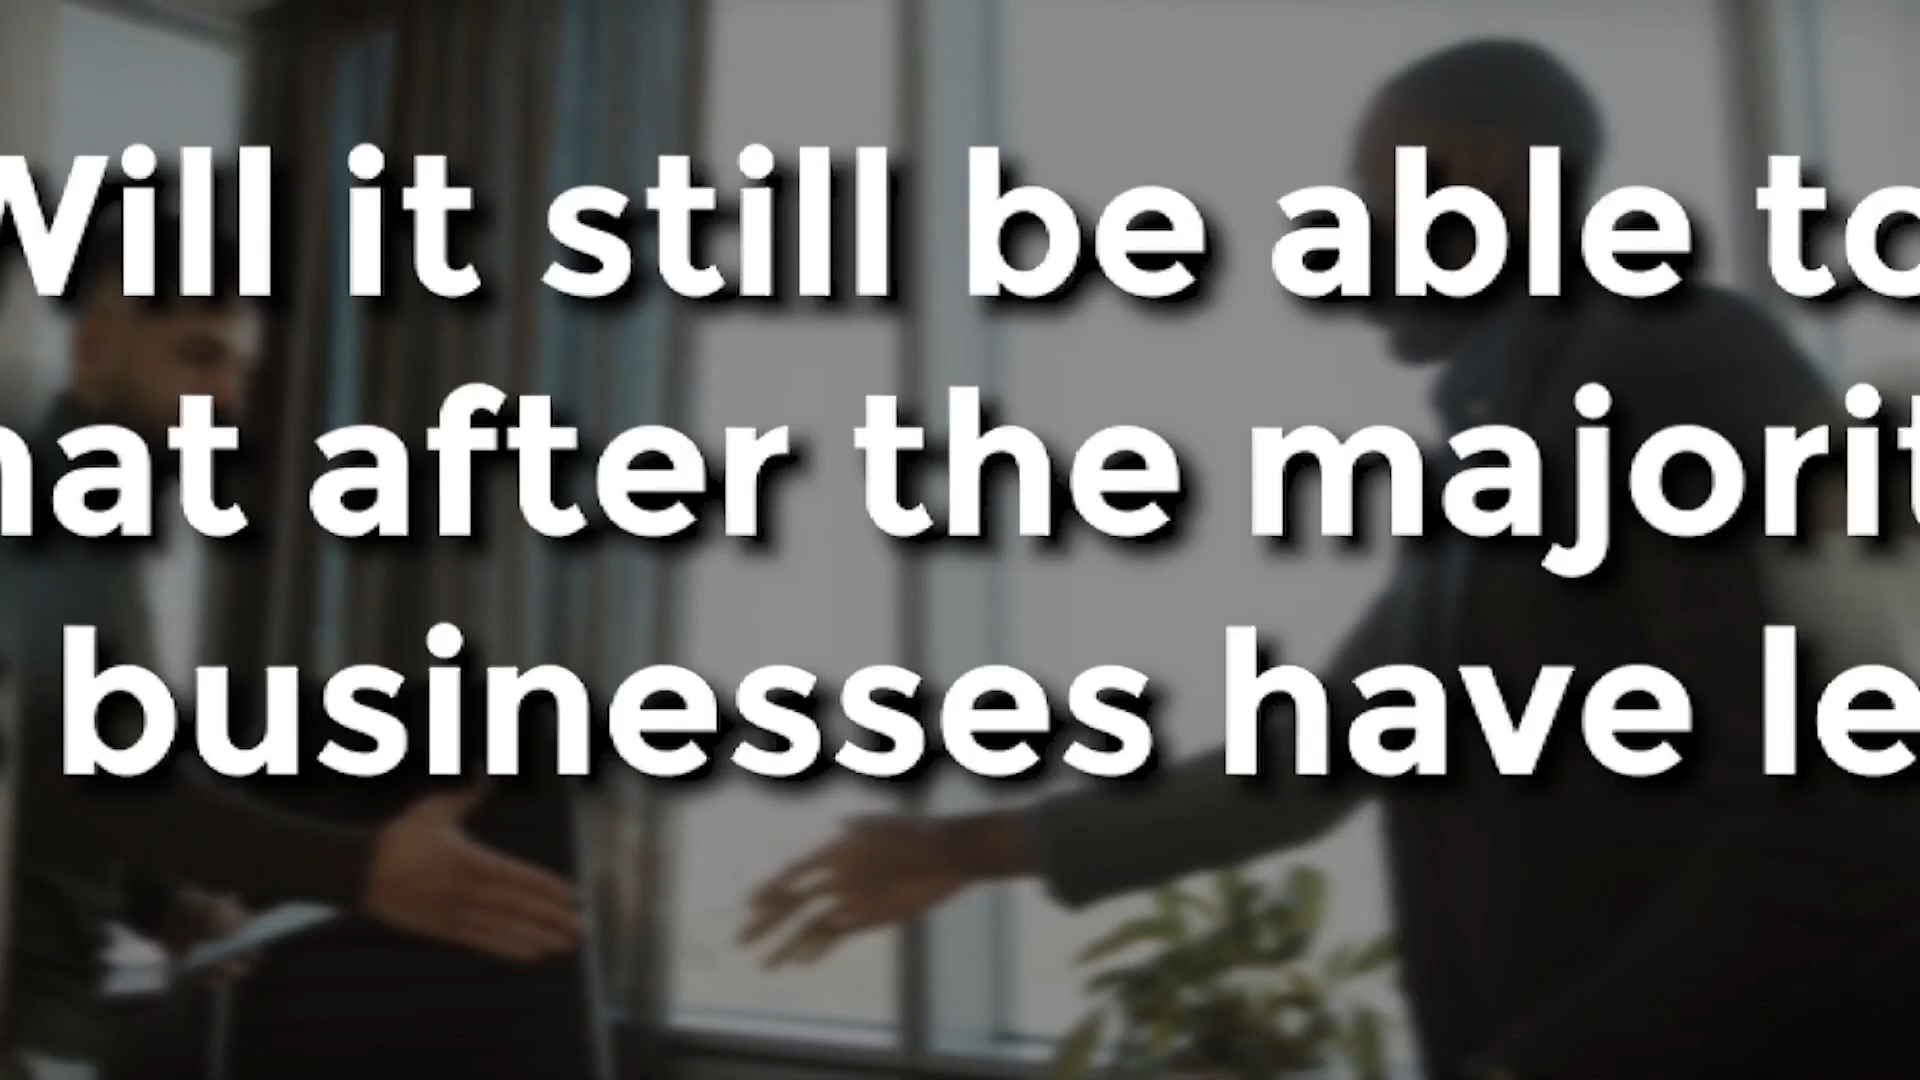 Will it still be able to
hat after the majorit
businesses have le